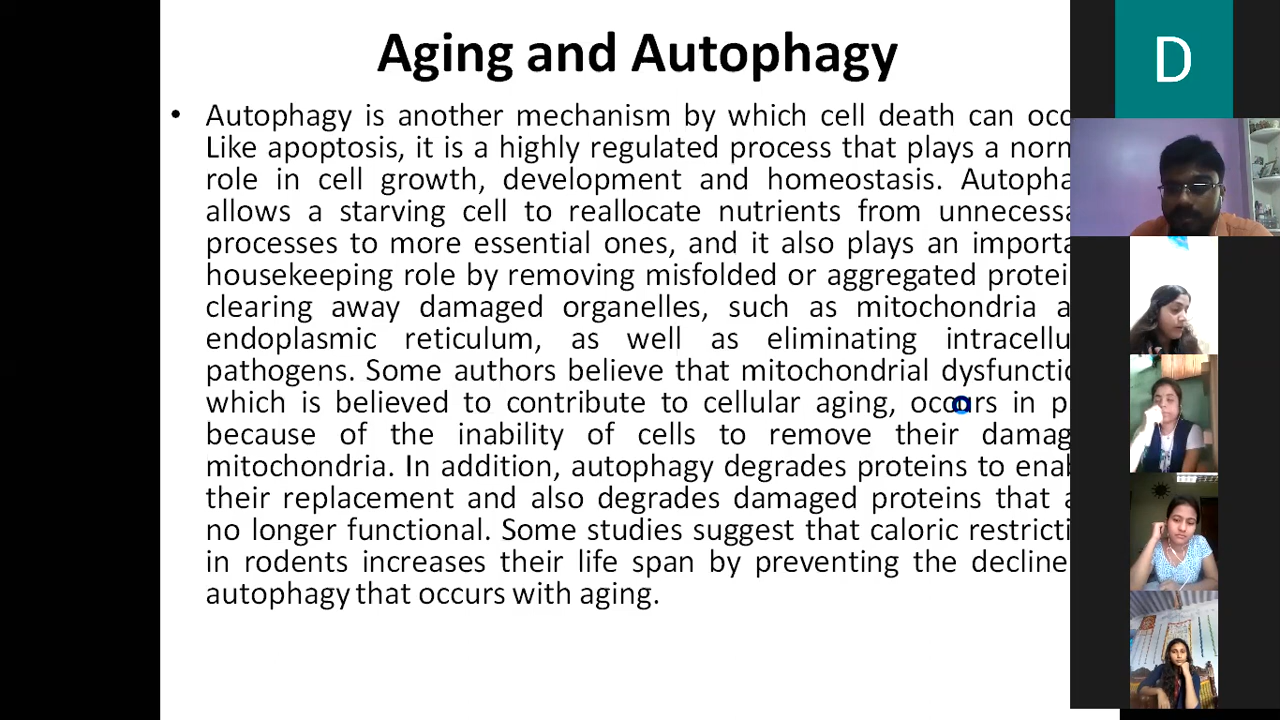 Aging and Autophagy
• Autophagy is another mechanism by which cell death can occ
Like apoptosis, it is a highly regulated process that plays a norm
role in cell growth, development and homeostasis. Autopha
allows a starving cell to reallocate nutrients from unnecessa
processes to more essential ones, and it also plays an importa
housekeeping role by removing misfolded or aggregated protei
clearing away damaged organelles, such as mitochondria a
endoplasmic reticulum, as well as eliminating intracellu
pathogens. Some authors believe that mitochondrial dysfuncti
which is believed to contribute to cellular aging, occurs in p
because of the inability of cells to remove their damag
mitochondria. In addition, autophagy degrades proteins to enab
their replacement and also degrades damaged proteins that a
no longer functional. Some studies suggest that caloric restricti
in rodents increases their life span by preventing the decline
autophagy that occurs with aging.
D